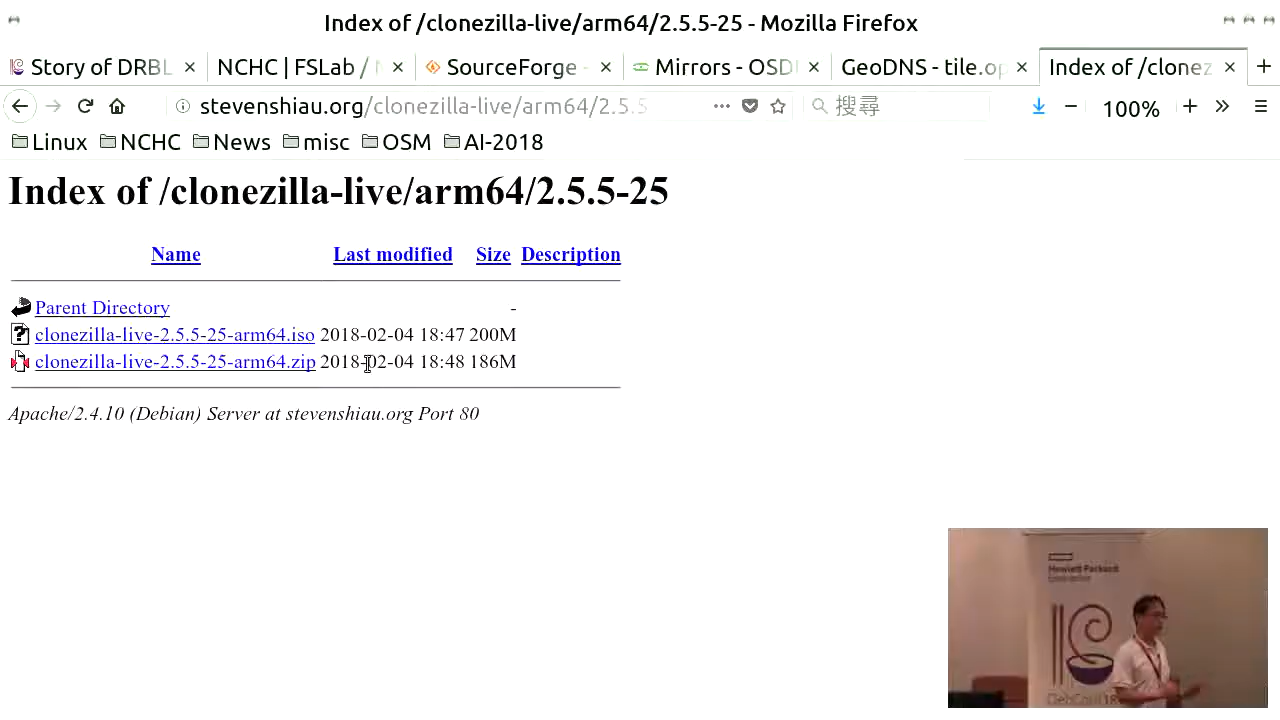 Index of /clonezilla-live/arm64/2.5.5-25 - Mozilla Firefox
Story of DRBL NCHC | FSLab / SourceForge - Mirrors - OSD GeoDNS - tile.op Index of /clonez
stevenshiau.org/clonezilla-live/arm64/2.5.5 搜尋 100%
Linux NCHC News misc OSM AI-2018
Index of /clonezilla-live/arm64/2.5.5-25
Name Last modified Size Description
Parent Directory -
clonezilla-live-2.5.5-25-arm64.iso 2018-02-04 18:47 200M
clonezilla-live-2.5.5-25-arm64.zip 2018-02-04 18:48 186M
Apache/2.4.10 (Debian) Server at stevenshiau.org Port 80
Hewlett Packard
DebConf18